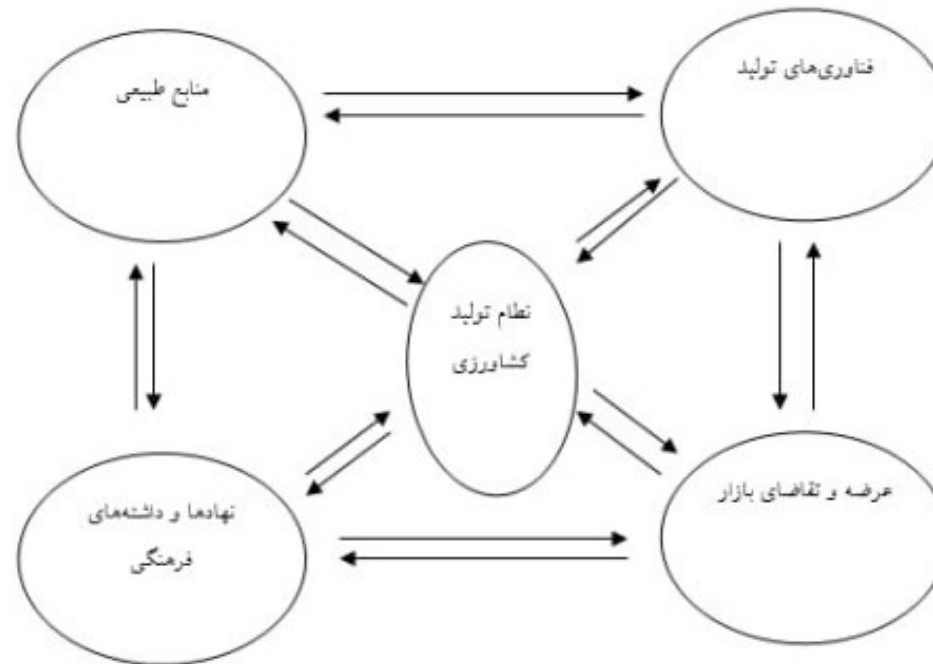 فناوری‌های تولید
منابع طبیعی
نظام تولید
کشاورزی
عرضه و تقاضای بازار
نهادها و داشته‌های
فرهنگی